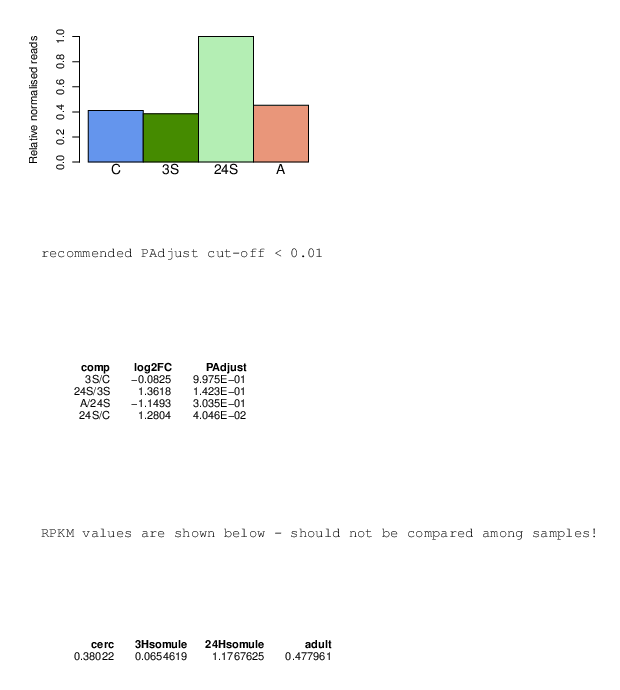 Relative normalised reads
1.0
0.8
0.6
0.4
0.2
0.0
C 3S 24S A
recommended PAdjust cut-off < 0.01
comp log2FC PAdjust
3S/C −0.0825 9.975E−01
24S/3S 1.3618 1.423E−01
A/24S −1.1493 3.035E−01
24S/C 1.2804 4.046E−02
RPKM values are shown below - should not be compared among samples!
cerc 3Hsomule 24Hsomule adult
0.38022 0.0654619 1.1767625 0.477961